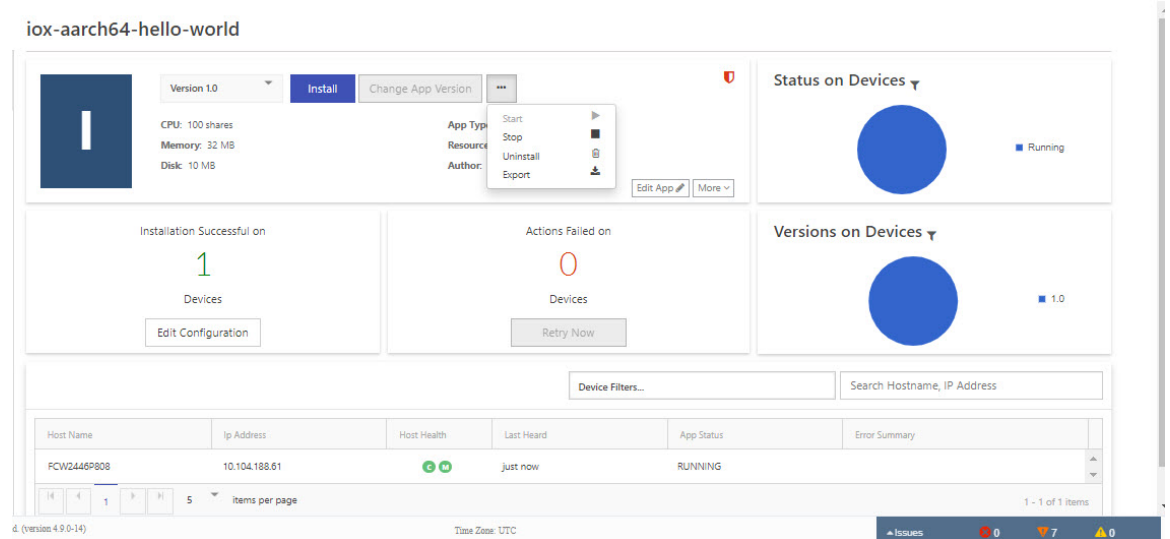 iox-aarch64-hello-world
I
Version 1.0
Install
Change App Version
...
CPU: 100 shares
Memory: 32 MB
Disk: 10 MB
App Typ
Resource
Author:
Start
Stop
Uninstall
Export
Edit App
More
Status on Devices
Running
Installation Successful on
1
Devices
Edit Configuration
Actions Failed on
0
Devices
Retry Now
Versions on Devices
1.0
Device Filters...
Search Hostname, IP Address
Host Name Ip Address Host Health Last Heard App Status Error Summary
FCW2446P808 10.104.188.61 C M just now RUNNING
1 5 items per page 1 - 1 of 1 items
d. (version 4.9.0-14) Time Zone: UTC Issues 0 7 0